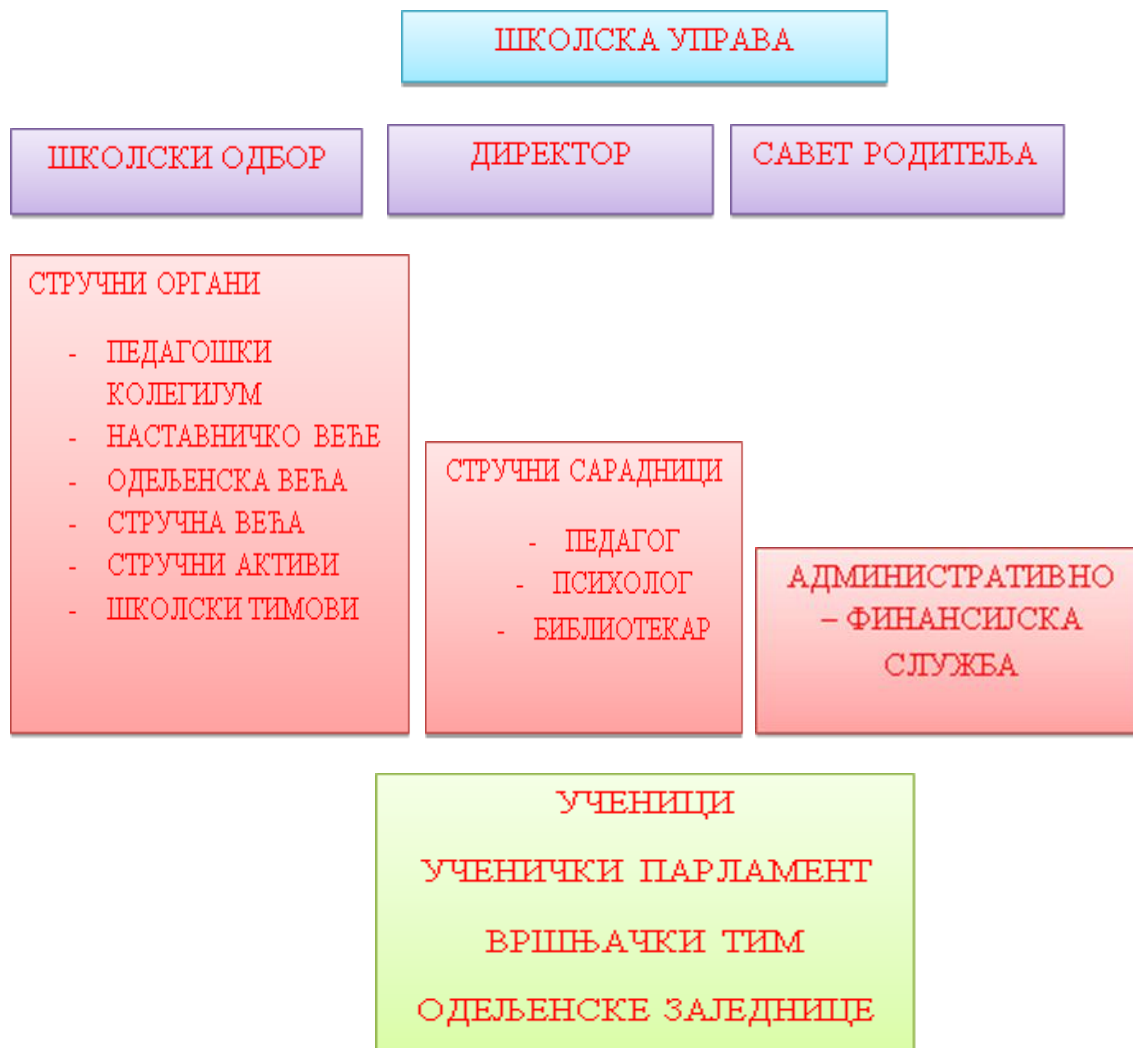 ШКОЛСКА УПРАВА
ШКОЛСКИ ОДБОР
ДИРЕКТОР
САВЕТ РОДИТЕЉА
СТРУЧНИ ОРГАНИ
- ПЕДАГОШКИ
КОЛЕГИЈУМ
- НАСТАВНИЧКО ВЕЋЕ
- ОДЕЉЕНСКА ВЕЋА
- СТРУЧНА ВЕЋА
- СТРУЧНИ АКТИВИ
- ШКОЛСКИ ТИМОВИ
СТРУЧНИ САРАДНИЦИ
- ПЕДАГОГ
- ПСИХОЛОГ
- БИБЛИОТЕКАР
АДМИНИСТРАТИВНО
– ФИНАНСИЈСКА
СЛУЖБА
УЧЕНИЦИ
УЧЕНИЧКИ ПАРЛАМЕНТ
ВРШЊАЧКИ ТИМ
ОДЕЉЕНСКЕ ЗАЈЕДНИЦЕ